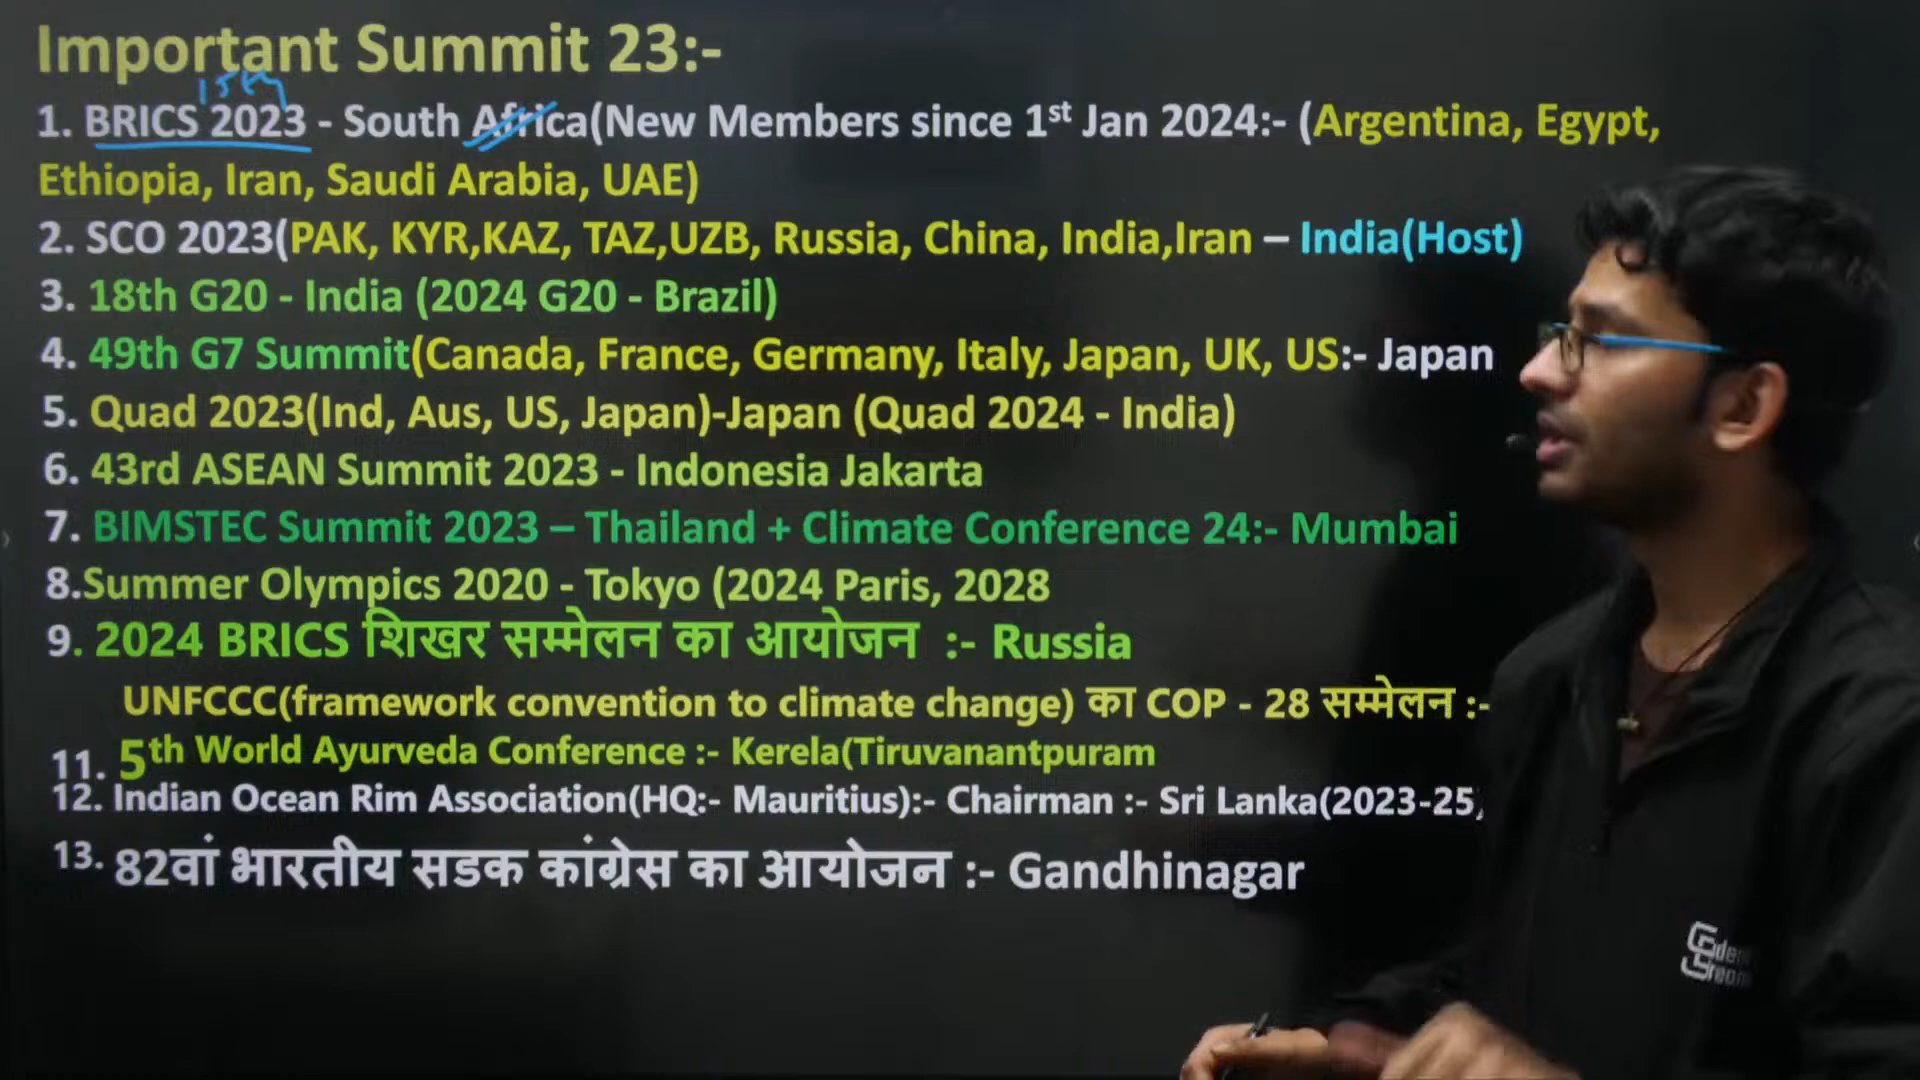 Important Summit 23:-
15th
1. BRICS 2023 - South Africa(New Members since 1st Jan 2024:- (Argentina, Egypt,
Ethiopia, Iran, Saudi Arabia, UAE)
2. SCO 2023(PAK, KYR,KAZ, TAZ,UZB, Russia, China, India,Iran – India(Host)
3. 18th G20 - India (2024 G20 - Brazil)
4. 49th G7 Summit(Canada, France, Germany, Italy, Japan, UK, US:- Japan
5. Quad 2023(Ind, Aus, US, Japan)-Japan (Quad 2024 - India)
6. 43rd ASEAN Summit 2023 - Indonesia Jakarta
7. BIMSTEC Summit 2023 – Thailand + Climate Conference 24:- Mumbai
8.Summer Olympics 2020 - Tokyo (2024 Paris, 2028
9. 2024 BRICS शिखर सम्मेलन का आयोजन :- Russia
UNFCCC(framework convention to climate change) का COP - 28 सम्मेलन :-
11. 5th World Ayurveda Conference :- Kerela(Tiruvanantpuram
12. Indian Ocean Rim Association(HQ:- Mauritius):- Chairman :- Sri Lanka(2023-25,
13. 82वां भारतीय सडक कांग्रेस का आयोजन :- Gandhinagar